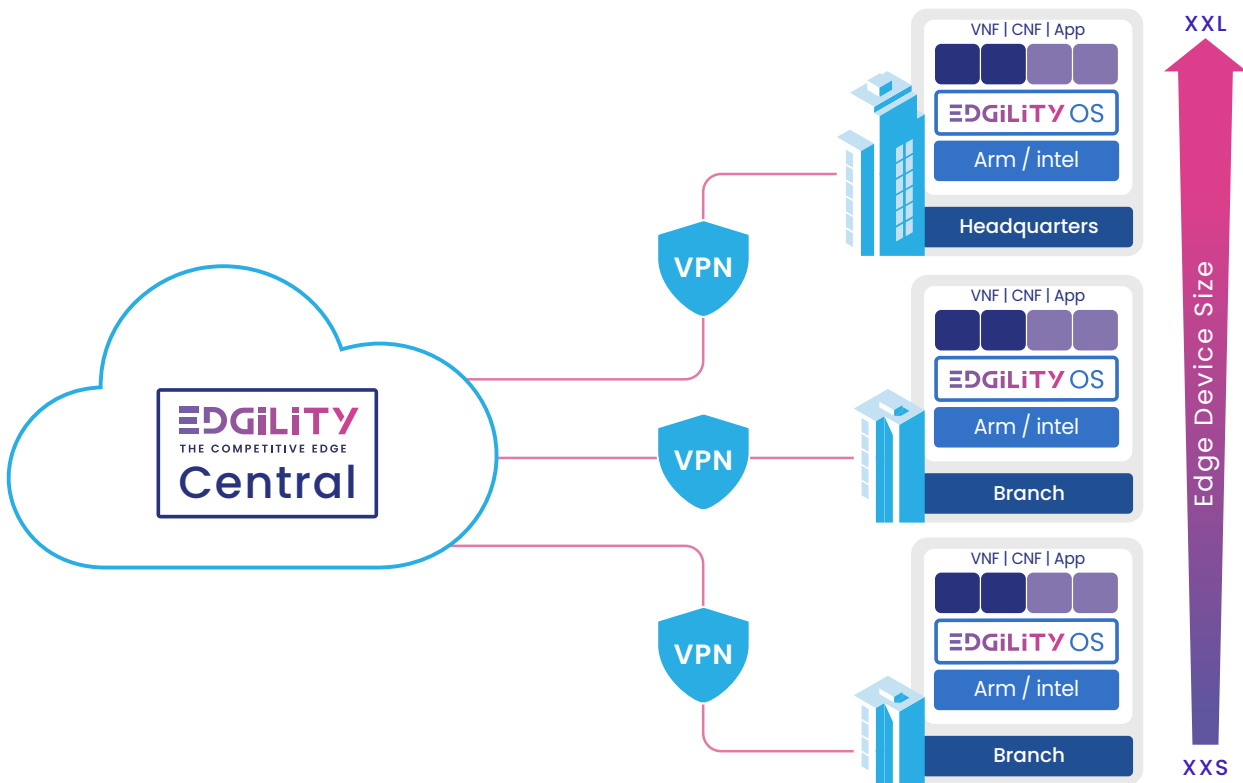 EDGiLiTY
THE COMPETITIVE EDGE
Central
VPN
VPN
VPN
VNF | CNF | App
EDGiLiTY OS
Arm / intel
Headquarters
VNF | CNF | App
EDGiLiTY OS
Arm / intel
Branch
VNF | CNF | App
EDGiLiTY OS
Arm / intel
Branch
XXL
Edge Device Size
XXS